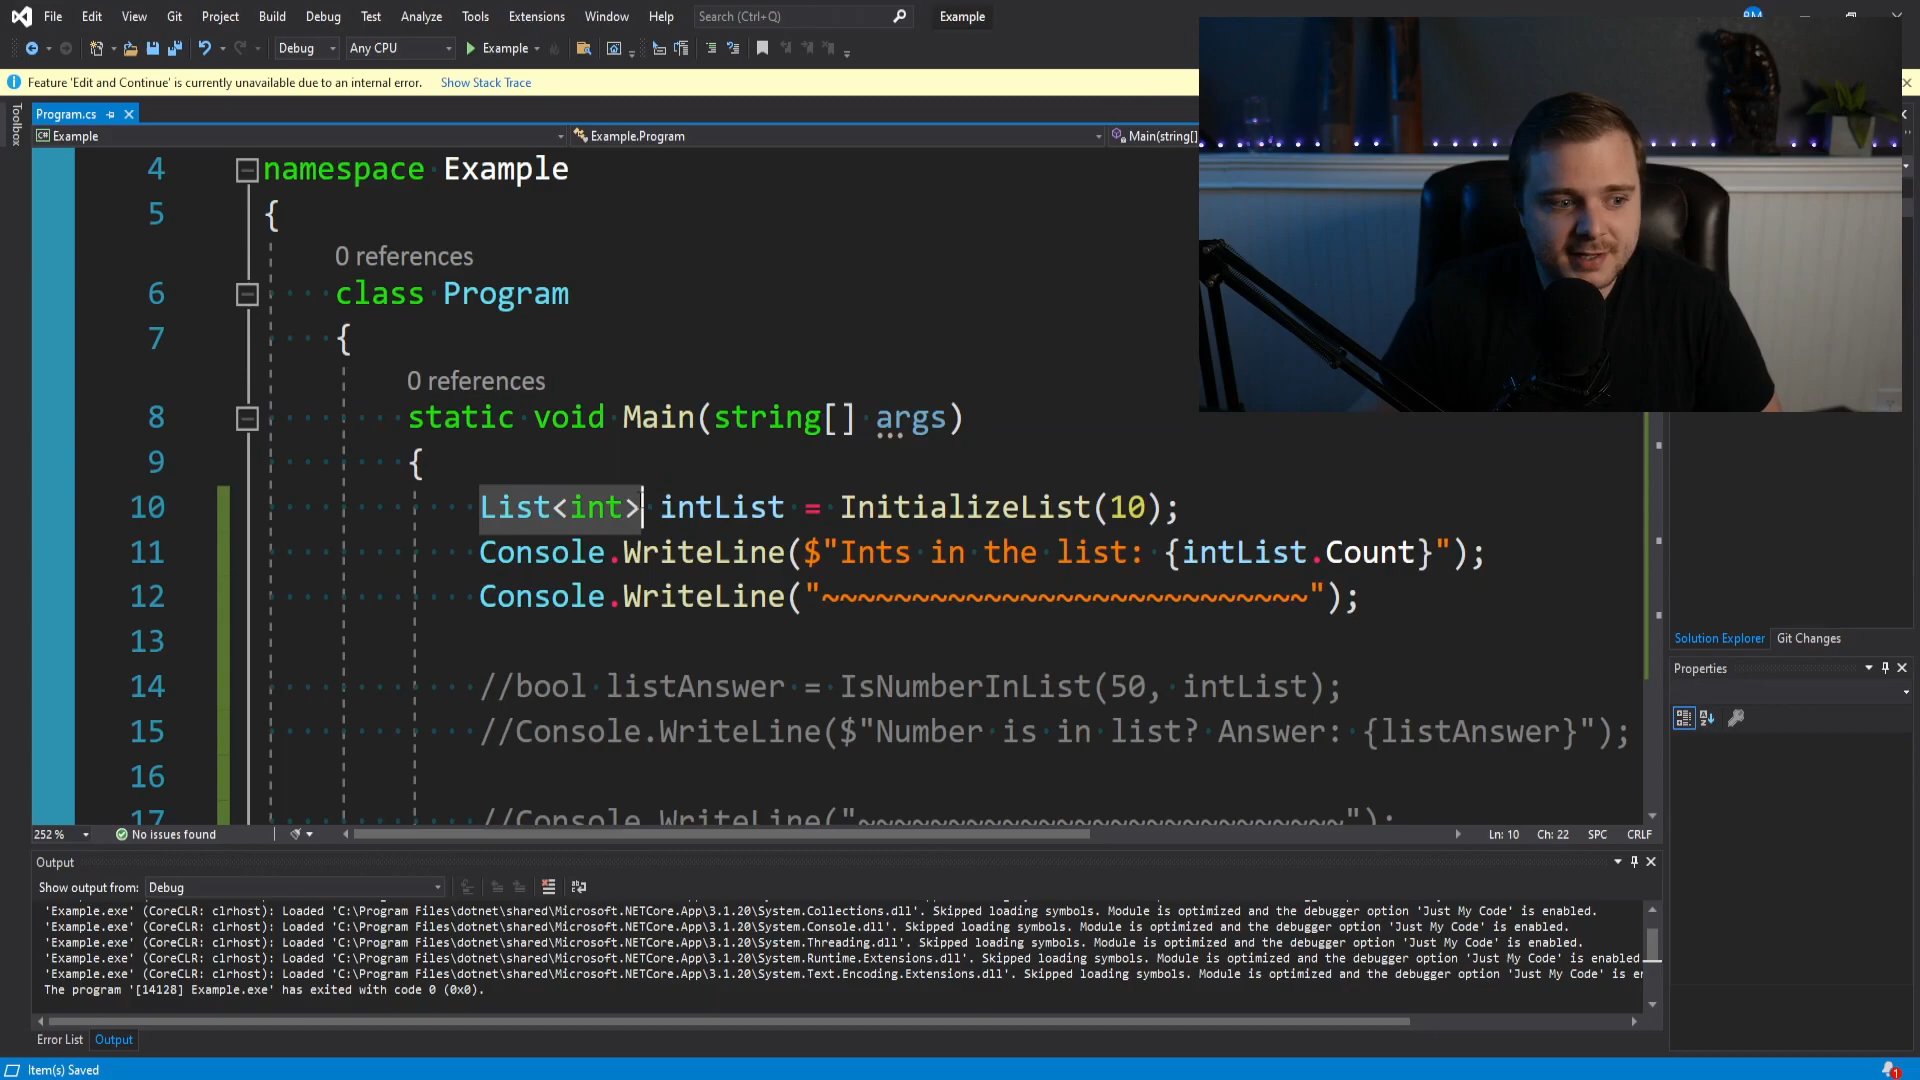 File Edit View Git Project Build Debug Test Analyze Tools Extensions Window Help Search (Ctrl+Q) Example
Debug Any CPU Example
Feature 'Edit and Continue' is currently unavailable due to an internal error. Show Stack Trace
Toolbox
Program.cs
Example Example.Program Main(string[]
4 namespace Example
5 {
0 references
6 class Program
7 {
0 references
8 static void Main(string[] args)
9 {
10 List<int> intList = InitializeList(10);
11 Console.WriteLine($"Ints in the list: {intList.Count}");
12 Console.WriteLine("~~~~~~~~~~~~~~~~~~~~~~~~~~~");
13
14 //bool listAnswer = IsNumberInList(50, intList);
15 //Console.WriteLine($"Number is in list? Answer: {listAnswer}");
16
17 //Console.WriteLine("~~~~~~~~~~~~~~~~~~~~~~~~~~~");
252 % No issues found Ln: 10 Ch: 22 SPC CRLF
Solution Explorer Git Changes
Properties
Output
Show output from: Debug
'Example.exe' (CoreCLR: clrhost): Loaded 'C:\Program Files\dotnet\shared\Microsoft.NETCore.App\3.1.20\System.Collections.dll'. Skipped loading symbols. Module is optimized and the debugger option 'Just My Code' is enabled.
'Example.exe' (CoreCLR: clrhost): Loaded 'C:\Program Files\dotnet\shared\Microsoft.NETCore.App\3.1.20\System.Console.dll'. Skipped loading symbols. Module is optimized and the debugger option 'Just My Code' is enabled.
'Example.exe' (CoreCLR: clrhost): Loaded 'C:\Program Files\dotnet\shared\Microsoft.NETCore.App\3.1.20\System.Threading.dll'. Skipped loading symbols. Module is optimized and the debugger option 'Just My Code' is enabled.
'Example.exe' (CoreCLR: clrhost): Loaded 'C:\Program Files\dotnet\shared\Microsoft.NETCore.App\3.1.20\System.Runtime.Extensions.dll'. Skipped loading symbols. Module is optimized and the debugger option 'Just My Code' is enabled
'Example.exe' (CoreCLR: clrhost): Loaded 'C:\Program Files\dotnet\shared\Microsoft.NETCore.App\3.1.20\System.Text.Encoding.Extensions.dll'. Skipped loading symbols. Module is optimized and the debugger option 'Just My Code' is er
The program '[14128] Example.exe' has exited with code 0 (0x0).
Error List Output
Item(s) Saved 1